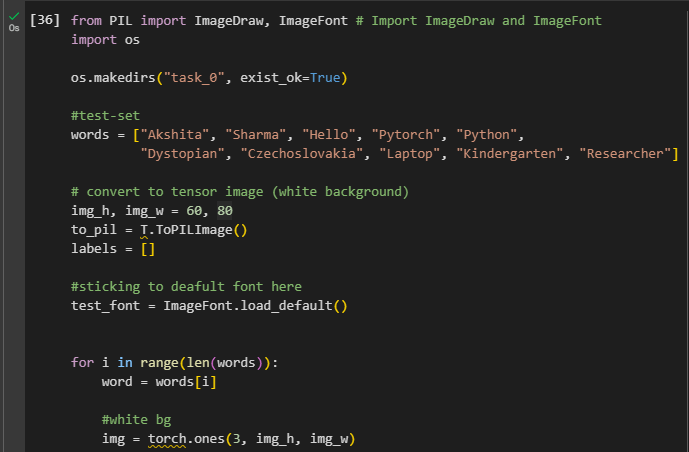 [36] from PIL import ImageDraw, ImageFont # Import ImageDraw and ImageFont
0s
import os
os.makedirs("task_0", exist_ok=True)
#test-set
words = ["Akshita", "Sharma", "Hello", "Pytorch", "Python",
"Dystopian", "Czechoslovakia", "Laptop", "Kindergarten", "Researcher"]
# convert to tensor image (white background)
img_h, img_w = 60, 80
to_pil = T.ToPILImage()
labels = []
#sticking to deafult font here
test_font = ImageFont.load_default()
for i in range(len(words)):
word = words[i]
#white bg
img = torch.ones(3, img_h, img_w)